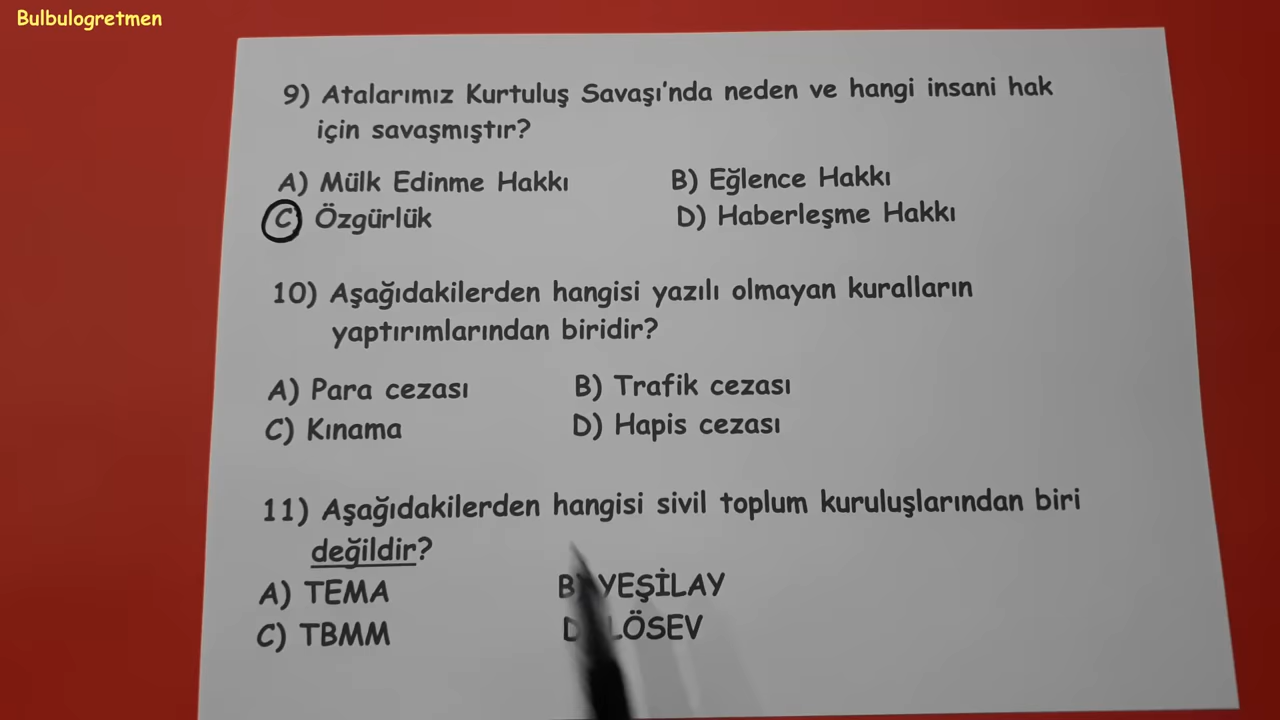 Bulbulogretmen
9) Atalarımız Kurtuluş Savaşı'nda neden ve hangi insani hak
için savaşmıştır?
A) Mülk Edinme Hakkı B) Eğlence Hakkı
C) Özgürlük D) Haberleşme Hakkı
10) Aşağıdakilerden hangisi yazılı olmayan kuralların
yaptırımlarından biridir?
A) Para cezası B) Trafik cezası
C) Kınama D) Hapis cezası
11) Aşağıdakilerden hangisi sivil toplum kuruluşlarından biri
değildir?
A) TEMA B) YEŞİLAY
C) TBMM D) LÖSEV